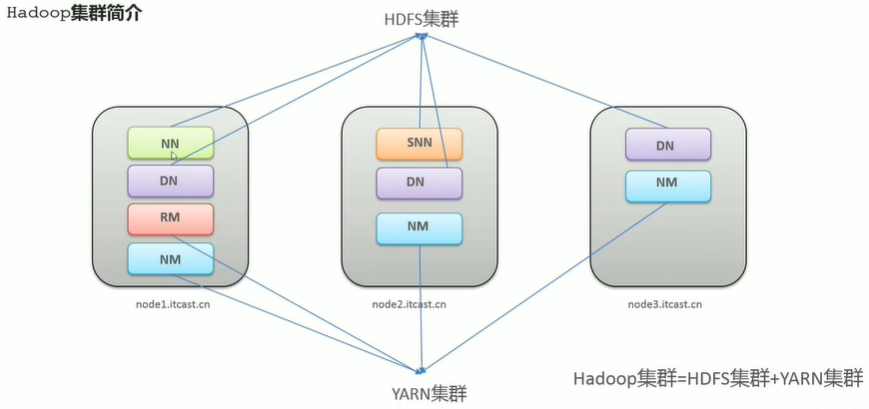 Hadoop集群简介
HDFS集群
NN
DN
RM
NM
node1.itcast.cn
SNN
DN
NM
node2.itcast.cn
DN
NM
node3.itcast.cn
YARN集群
Hadoop集群=HDFS集群+YARN集群